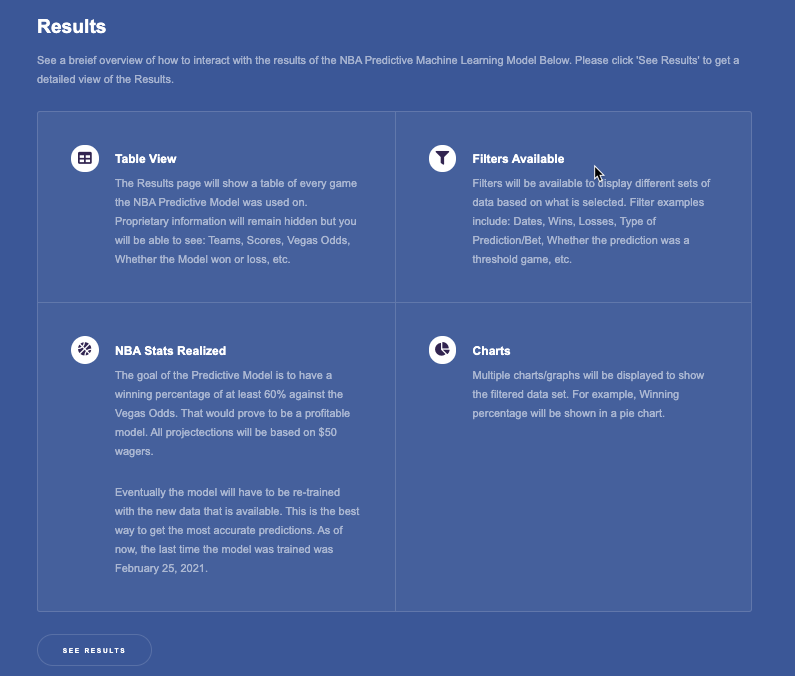 Results
See a breief overview of how to interact with the results of the NBA Predictive Machine Learning Model Below. Please click 'See Results' to get a
detailed view of the Results.
Table View
The Results page will show a table of every game
the NBA Predictive Model was used on.
Proprietary information will remain hidden but you
will be able to see: Teams, Scores, Vegas Odds,
Whether the Model won or loss, etc.
Filters Available
Filters will be available to display different sets of
data based on what is selected. Filter examples
include: Dates, Wins, Losses, Type of
Prediction/Bet, Whether the prediction was a
threshold game, etc.
NBA Stats Realized
The goal of the Predictive Model is to have a
winning percentage of at least 60% against the
Vegas Odds. That would prove to be a profitable
model. All projectections will be based on $50
wagers.
Eventually the model will have to be re-trained
with the new data that is available. This is the best
way to get the most accurate predictions. As of
now, the last time the model was trained was
February 25, 2021.
Charts
Multiple charts/graphs will be displayed to show
the filtered data set. For example, Winning
percentage will be shown in a pie chart.
SEE RESULTS